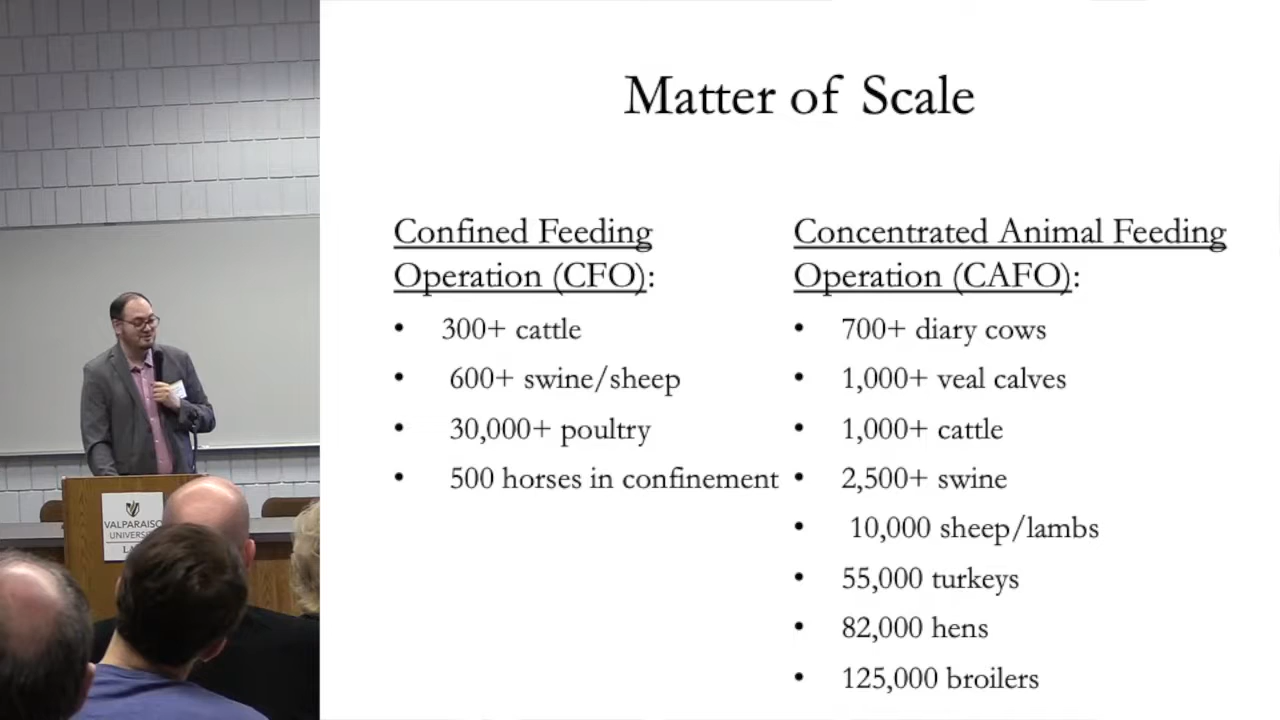 Matter of Scale
Confined Feeding
Operation (CFO):
• 300+ cattle
• 600+ swine/sheep
• 30,000+ poultry
• 500 horses in confinement
Concentrated Animal Feeding
Operation (CAFO):
• 700+ diary cows
• 1,000+ veal calves
• 1,000+ cattle
• 2,500+ swine
• 10,000 sheep/lambs
• 55,000 turkeys
• 82,000 hens
• 125,000 broilers
VALPARAISO